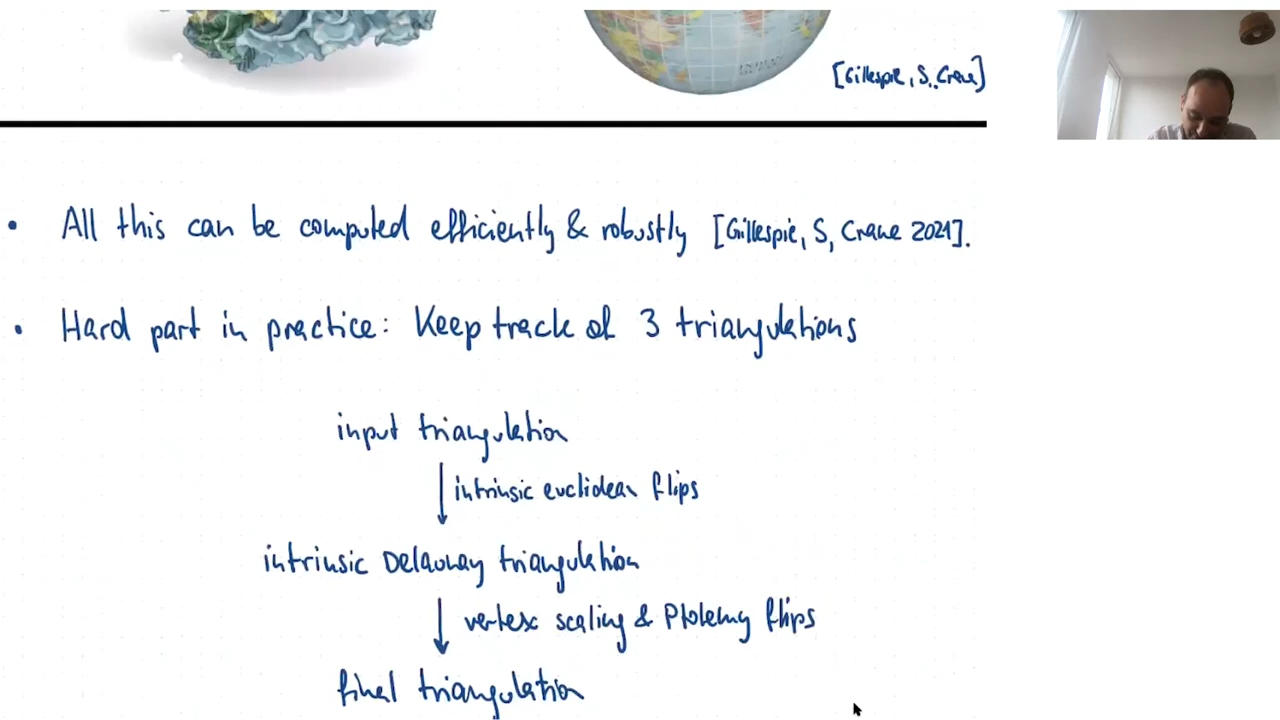 [Gillespie, S., Crane]
• All this can be computed efficiently & robustly [Gillespie, S, Crane 2021].
• Hard part in practice: Keep track of 3 triangulations
input triangulation
intrinsic euclidean flips
intrinsic Delaunay triangulation
vertex scaling & Ptolemy flips
final triangulation